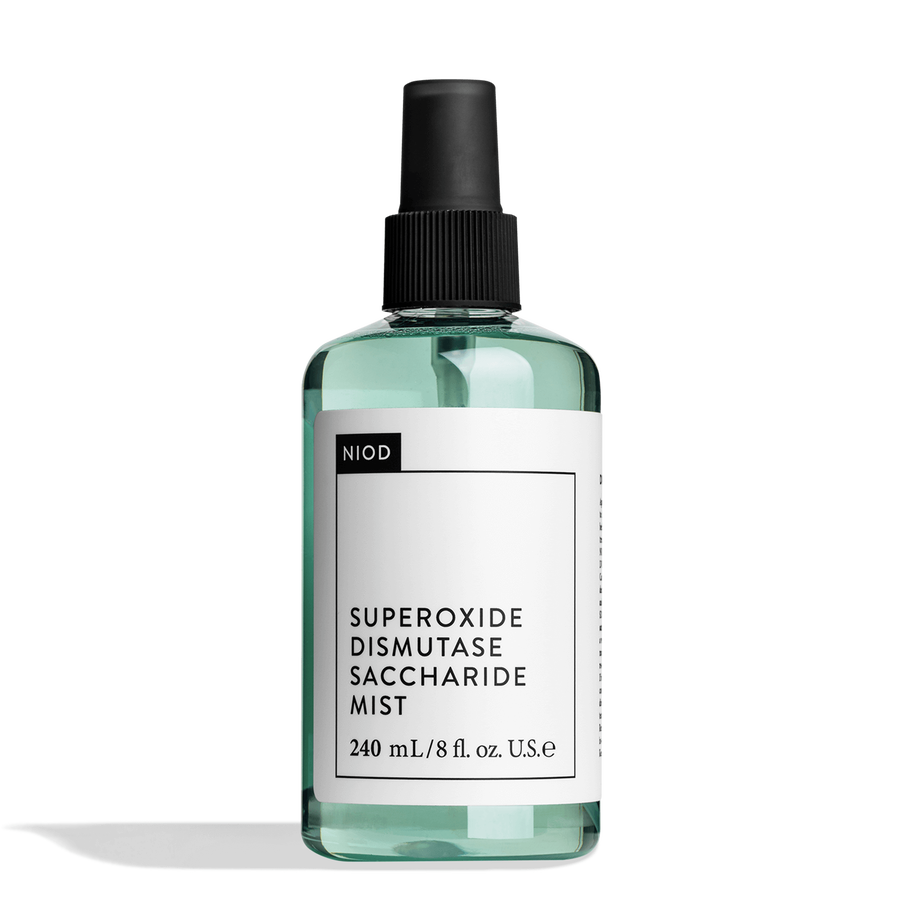 NIOD
SUPEROXIDE
DISMUTASE
SACCHARIDE
MIST
240 mL/8 fl. oz. U.S.℮